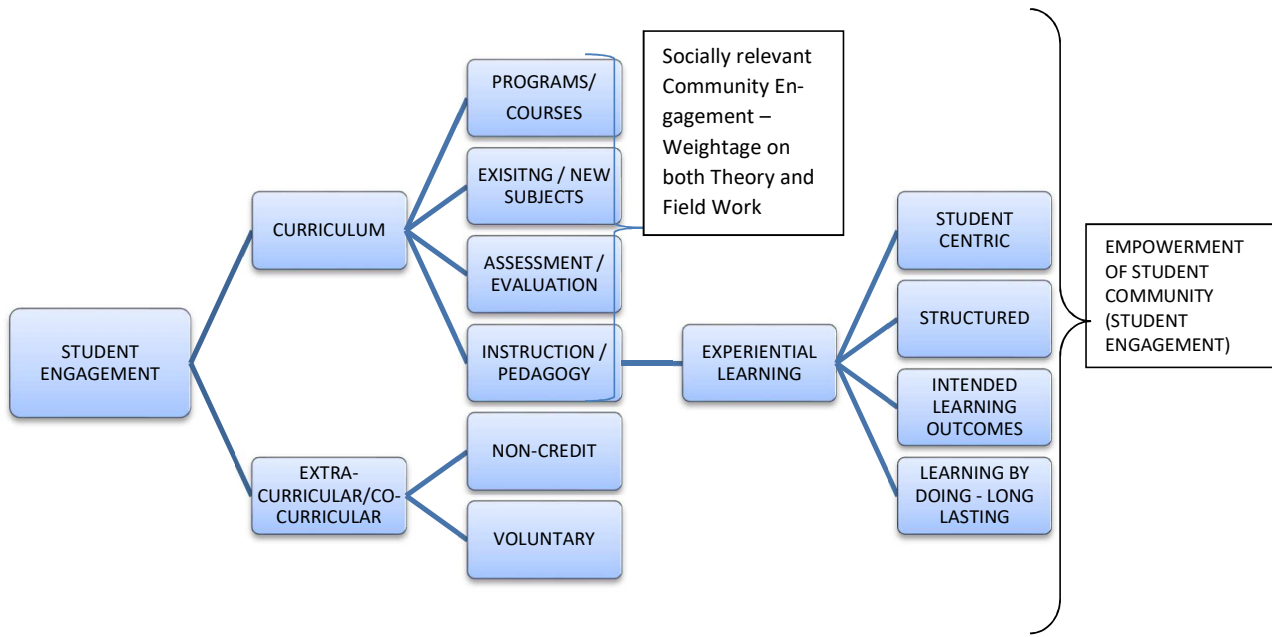 STUDENT
ENGAGEMENT
CURRICULUM
EXTRA-
CURRICULAR/CO-
CURRICULAR
PROGRAMS/
COURSES
EXISITNG / NEW
SUBJECTS
ASSESSMENT /
EVALUATION
INSTRUCTION /
PEDAGOGY
NON-CREDIT
VOLUNTARY
Socially relevant
Community En-
gagement –
Weightage on
both Theory and
Field Work
EXPERIENTIAL
LEARNING
STUDENT
CENTRIC
STRUCTURED
INTENDED
LEARNING
OUTCOMES
LEARNING BY
DOING - LONG
LASTING
EMPOWERMENT
OF STUDENT
COMMUNITY
(STUDENT
ENGAGEMENT)